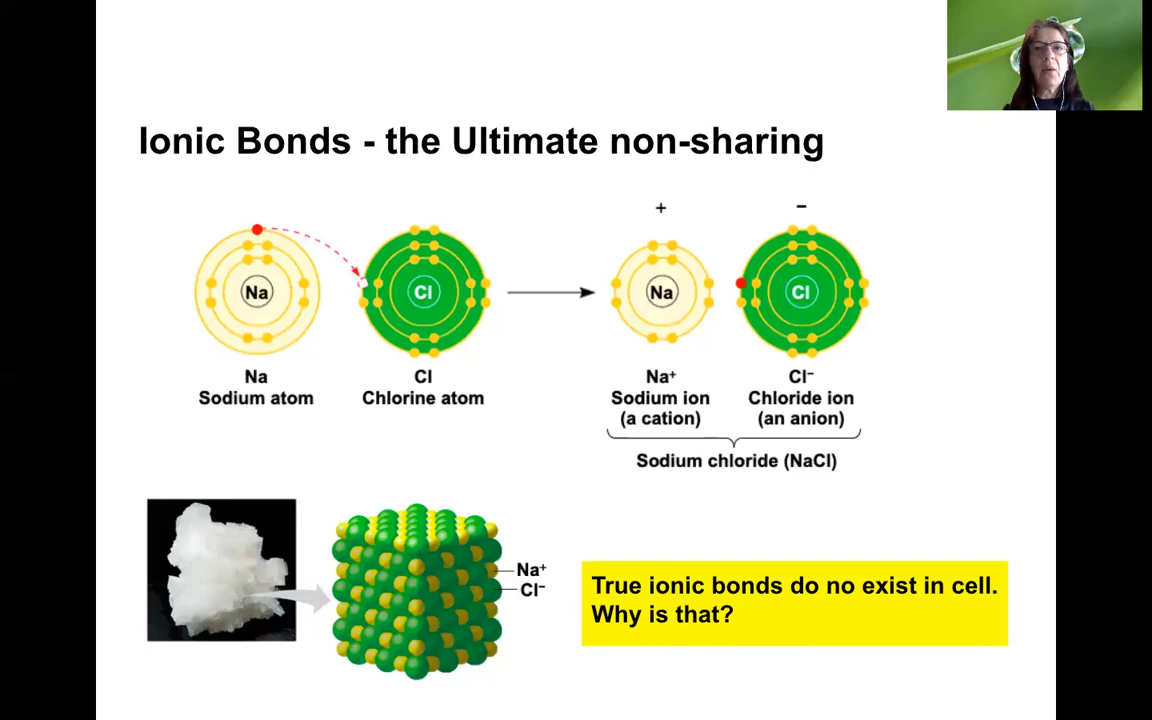 Ionic Bonds - the Ultimate non-sharing
+
−
Na
Cl
Na
Cl
Na
Cl
Na⁺
Cl⁻
Sodium atom
Chlorine atom
Sodium ion
Chloride ion
(a cation)
(an anion)
Sodium chloride (NaCl)
Na⁺
Cl⁻
True ionic bonds do no exist in cell.
Why is that?